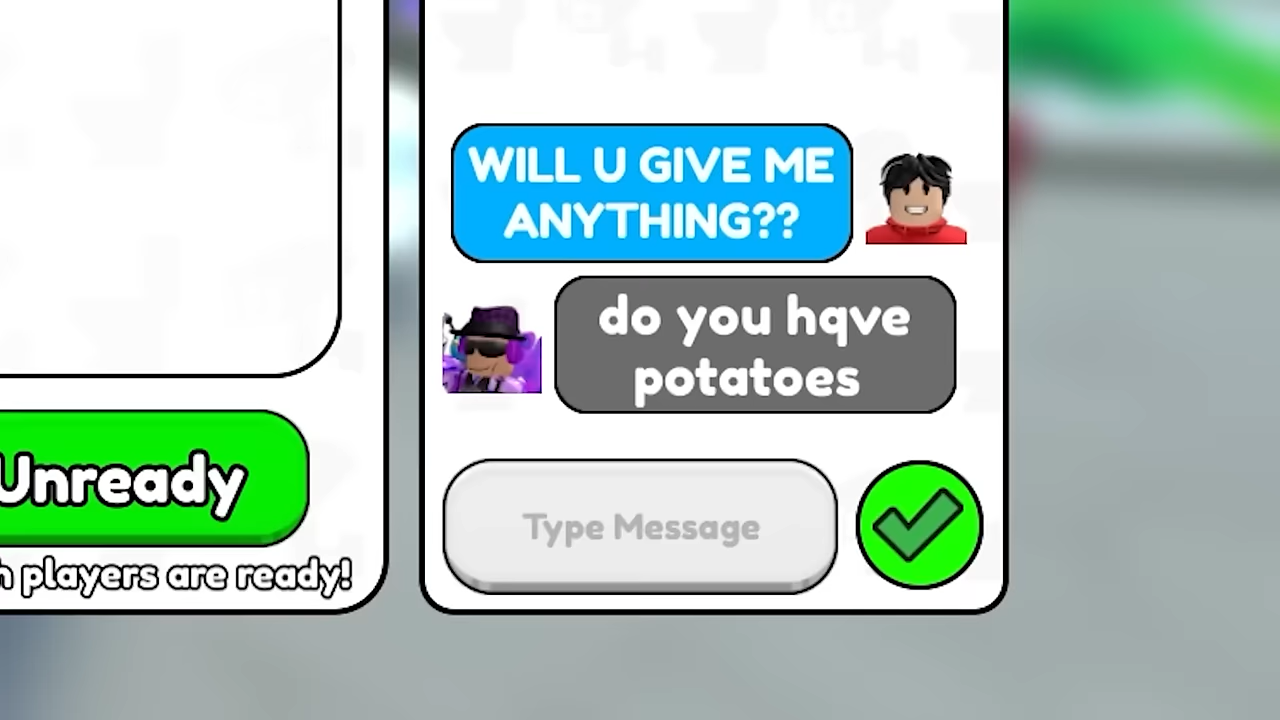 WILL U GIVE ME
ANYTHING??
do you hqve
potatoes
Unready
players are ready!
Type Message